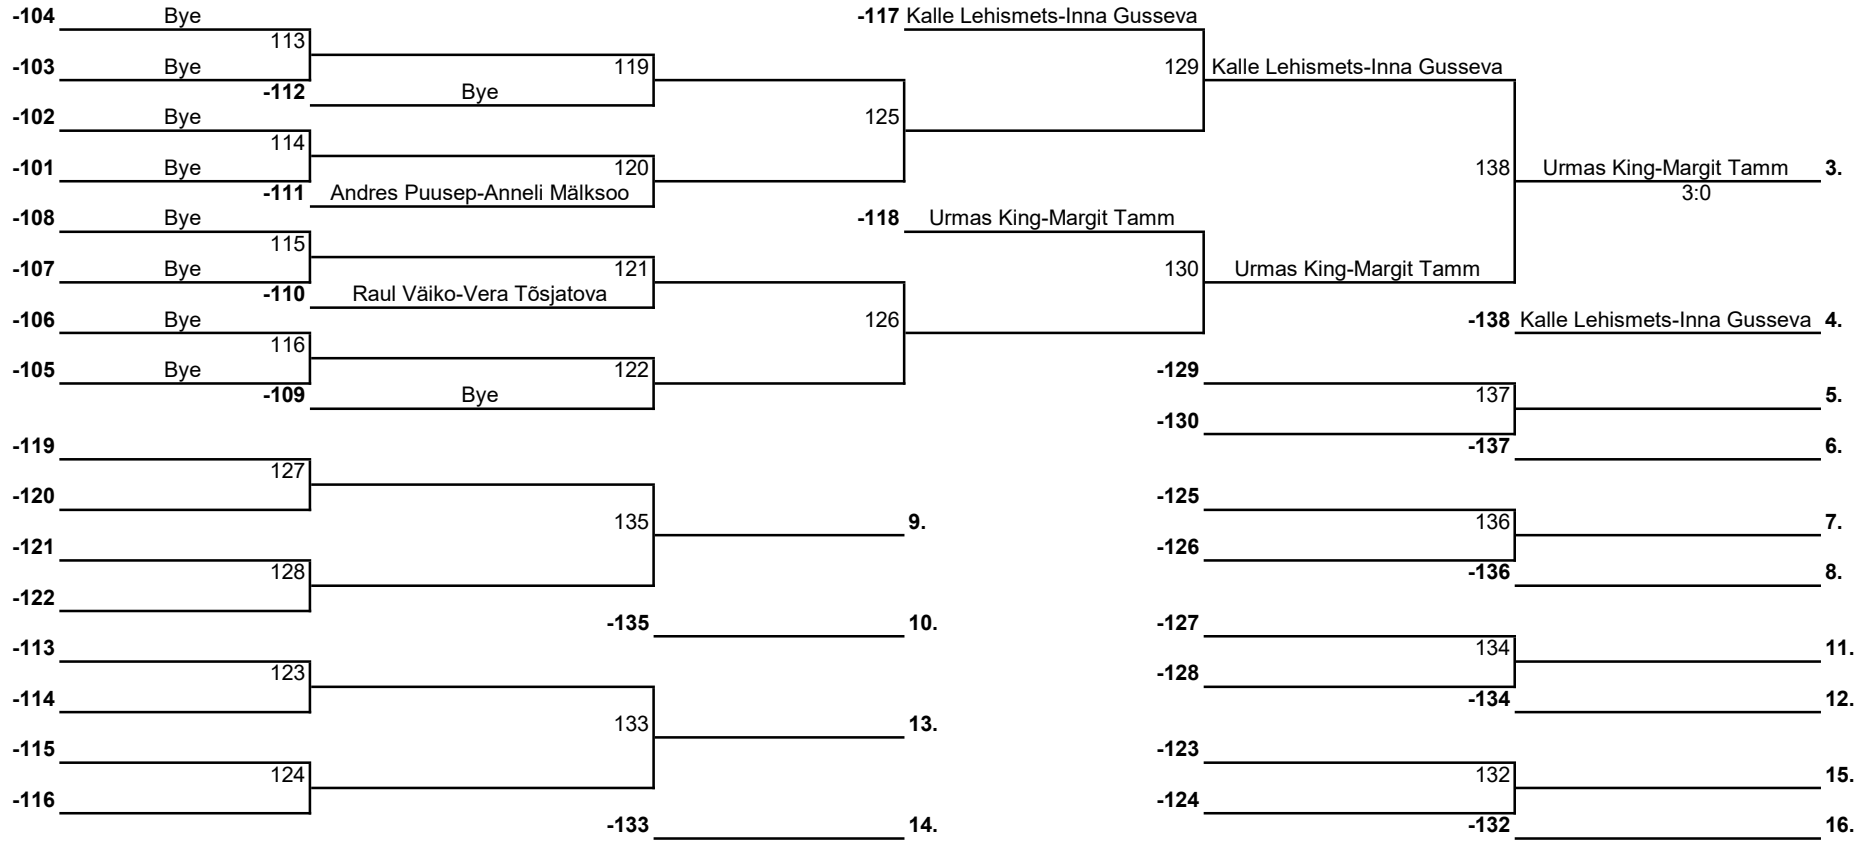 -104 Bye -117 Kalle Lehismets-Inna Gusseva
113
-103 Bye 119 129 Kalle Lehismets-Inna Gusseva
-112 Bye
-102 Bye 125
114
-101 Bye 120 138 Urmas King-Margit Tamm 3.
-111 Andres Puusep-Anneli Mälksoo 3:0
-108 Bye -118 Urmas King-Margit Tamm
115
-107 Bye 121 130 Urmas King-Margit Tamm
-110 Raul Väiko-Vera Tõsjatova
-106 Bye 126 -138 Kalle Lehismets-Inna Gusseva 4.
116
-105 Bye 122 -129
-109 Bye 137 5.
-130
-119 -137 6.
127
-120 -125
135 9. 136 7.
-121 -126
128 -136 8.
-122
-135 10. -127
-113 134 11.
123 -128
-114 -134 12.
133 13.
-115 -123
124 132 15.
-116 -124
-133 14. -132 16.